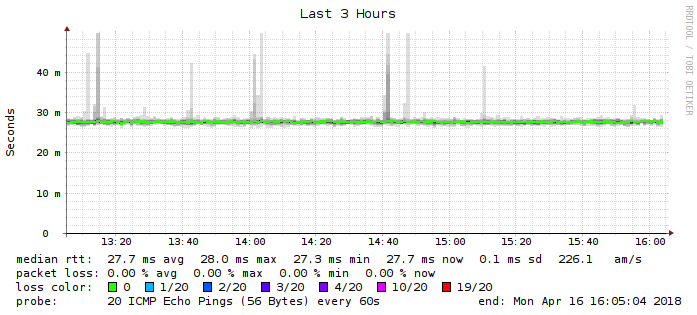 Last 3 Hours
RRDTOOL / TOBI OETIKER
Seconds
40 m
30 m
20 m
10 m
0
13:20 13:40 14:00 14:20 14:40 15:00 15:20 15:40 16:00
median rtt: 27.7 ms avg 28.0 ms max 27.3 ms min 27.7 ms now 0.1 ms sd 226.1 am/s
packet loss: 0.00 % avg 0.00 % max 0.00 % min 0.00 % now
loss color: 0 1/20 2/20 3/20 4/20 10/20 19/20
probe: 20 ICMP Echo Pings (56 Bytes) every 60s end: Mon Apr 16 16:05:04 2018